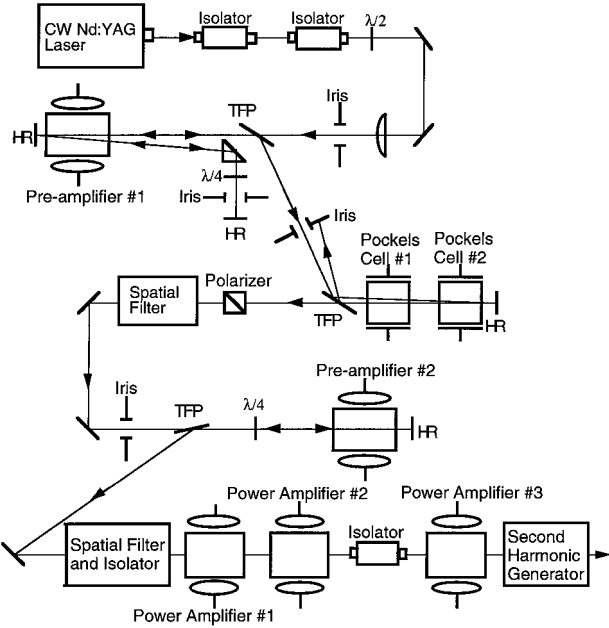 CW Nd:YAG
Laser
Isolator
Isolator
λ/2
TFP
Iris
HR
Pre-amplifier #1
λ/4
Iris
HR
Iris
Pockels
Cell #1
Pockels
Cell #2
Spatial
Filter
Polarizer
TFP
HR
Pre-amplifier #2
Iris
TFP
λ/4
HR
Power Amplifier #2
Power Amplifier #3
Isolator
Spatial Filter
and Isolator
Second
Harmonic
Generator
Power Amplifier #1